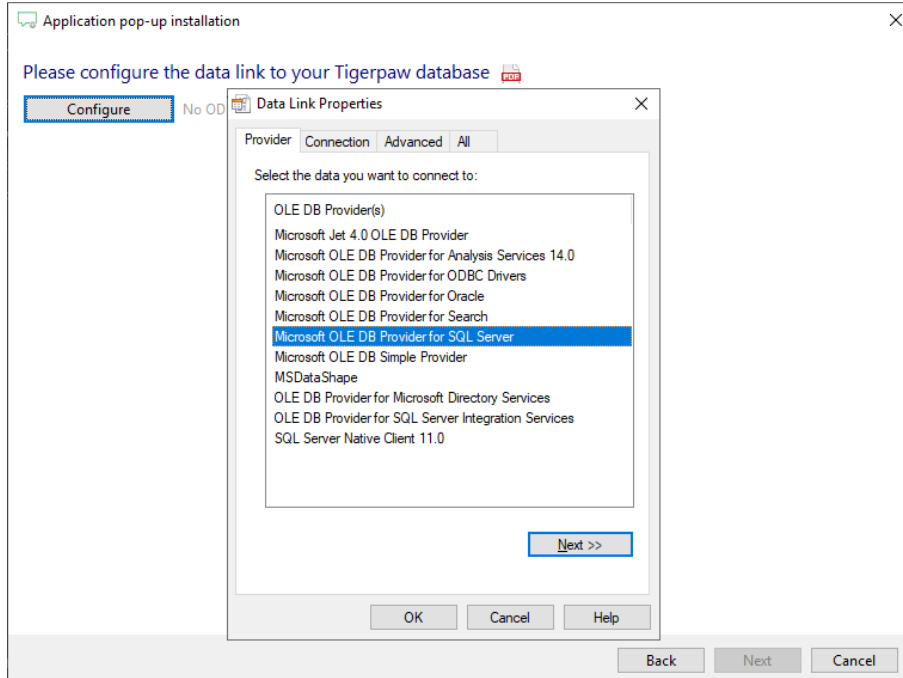 Application pop-up installation
Please configure the data link to your Tigerpaw database
PDF
Configure
No OD
Data Link Properties
Provider
Connection
Advanced
All
Select the data you want to connect to:
OLE DB Provider(s)
Microsoft Jet 4.0 OLE DB Provider
Microsoft OLE DB Provider for Analysis Services 14.0
Microsoft OLE DB Provider for ODBC Drivers
Microsoft OLE DB Provider for Oracle
Microsoft OLE DB Provider for Search
Microsoft OLE DB Provider for SQL Server
Microsoft OLE DB Simple Provider
MSDataShape
OLE DB Provider for Microsoft Directory Services
OLE DB Provider for SQL Server Integration Services
SQL Server Native Client 11.0
Next >>
OK
Cancel
Help
Back
Next
Cancel